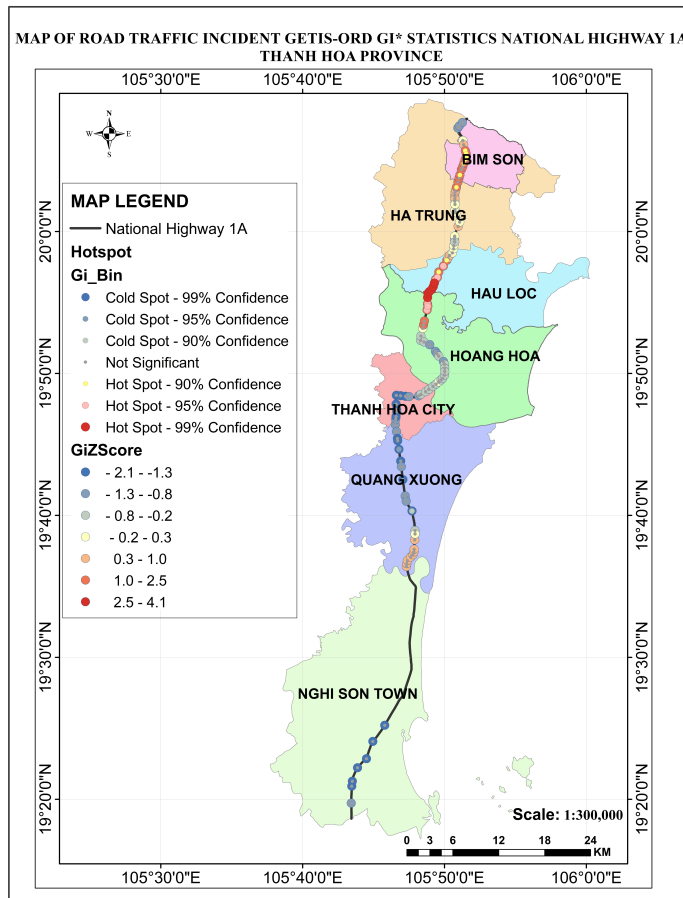 MAP OF ROAD TRAFFIC INCIDENT GETIS-ORD GI* STATISTICS NATIONAL HIGHWAY 1A
THANH HOA PROVINCE
105°30'0"E 105°40'0"E 105°50'0"E 106°0'0"E
N
W E
S
BIM SON
MAP LEGEND
National Highway 1A
Hotspot
Gi_Bin
Cold Spot - 99% Confidence
Cold Spot - 95% Confidence
Cold Spot - 90% Confidence
Not Significant
Hot Spot - 90% Confidence
Hot Spot - 95% Confidence
Hot Spot - 99% Confidence
GiZScore
- 2.1 - -1.3
- 1.3 - -0.8
- 0.8 - -0.2
- 0.2 - 0.3
0.3 - 1.0
1.0 - 2.5
2.5 - 4.1
HA TRUNG
HAU LOC
HOANG HOA
THANH HOA CITY
QUANG XUONG
NGHI SON TOWN
20°0'0"N 20°0'0"N
19°50'0"N 19°50'0"N
19°40'0"N 19°40'0"N
19°30'0"N 19°30'0"N
19°20'0"N 19°20'0"N
Scale: 1:300,000
0 3 6 12 18 24
KM
105°30'0"E 105°40'0"E 105°50'0"E 106°0'0"E